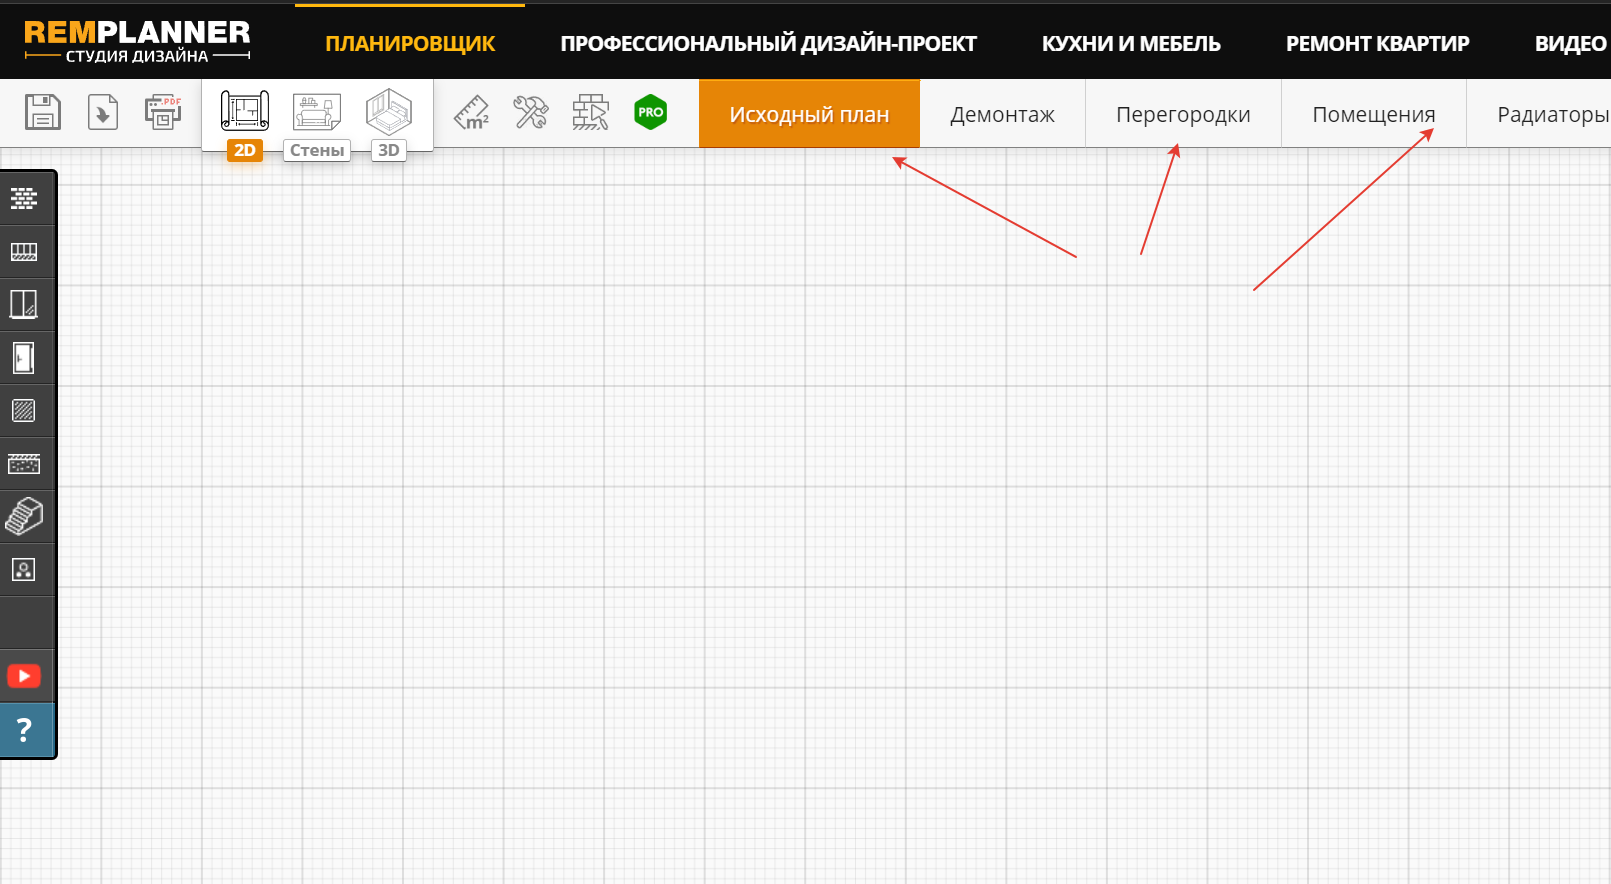 REMPLANNER
СТУДИЯ ДИЗАЙНА
ПЛАНИРОВЩИК
ПРОФЕССИОНАЛЬНЫЙ ДИЗАЙН-ПРОЕКТ
КУХНИ И МЕБЕЛЬ
РЕМОНТ КВАРТИР
ВИДЕО
.PDF
2D
Стены
3D
m²
PRO
Исходный план
Демонтаж
Перегородки
Помещения
Радиаторы
?